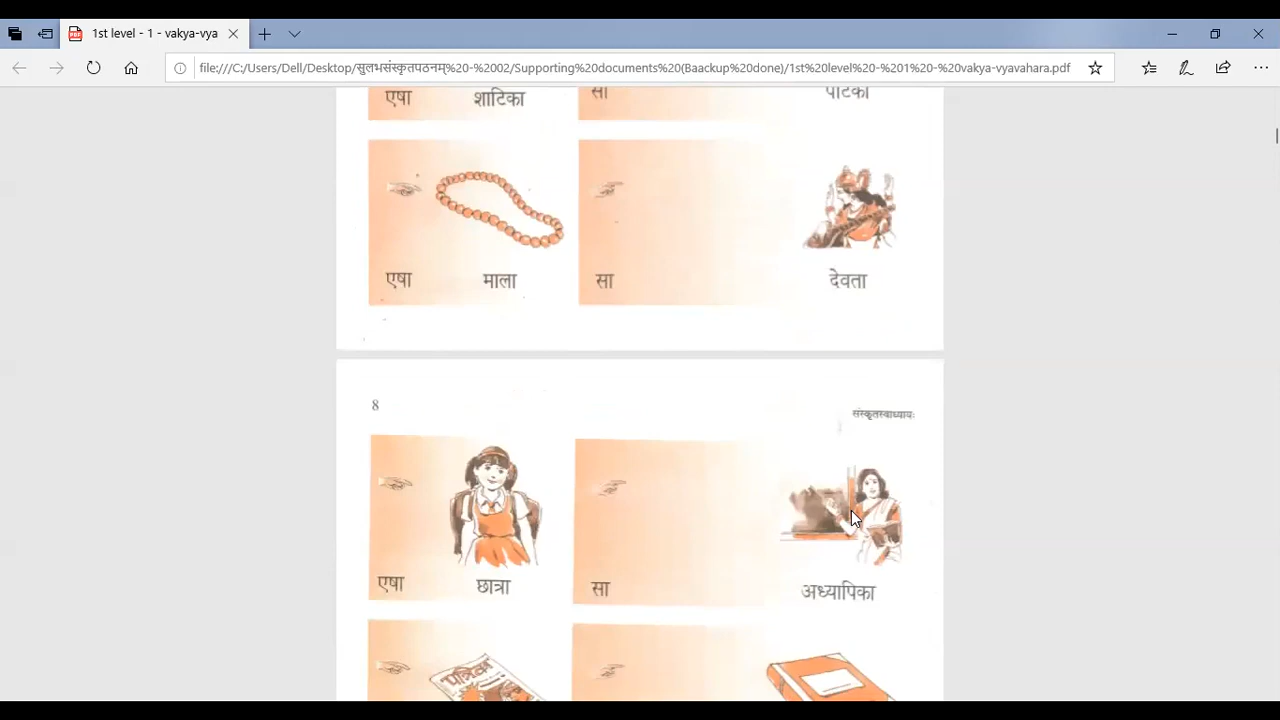 1st level - 1 - vakya-vya
file:///C:/Users/Dell/Desktop/सुलभसंस्कृतपठनम्%20-%2002/Supporting%20documents%20(Baackup%20done)/1st%20level%20-%201%20-%20vakya-vyavahara.pdf
एषा शाटिका सा पाटिका
एषा माला सा देवता
8 संस्कृतस्वाध्यायः
एषा छात्रा सा अध्यापिका
पत्रिका